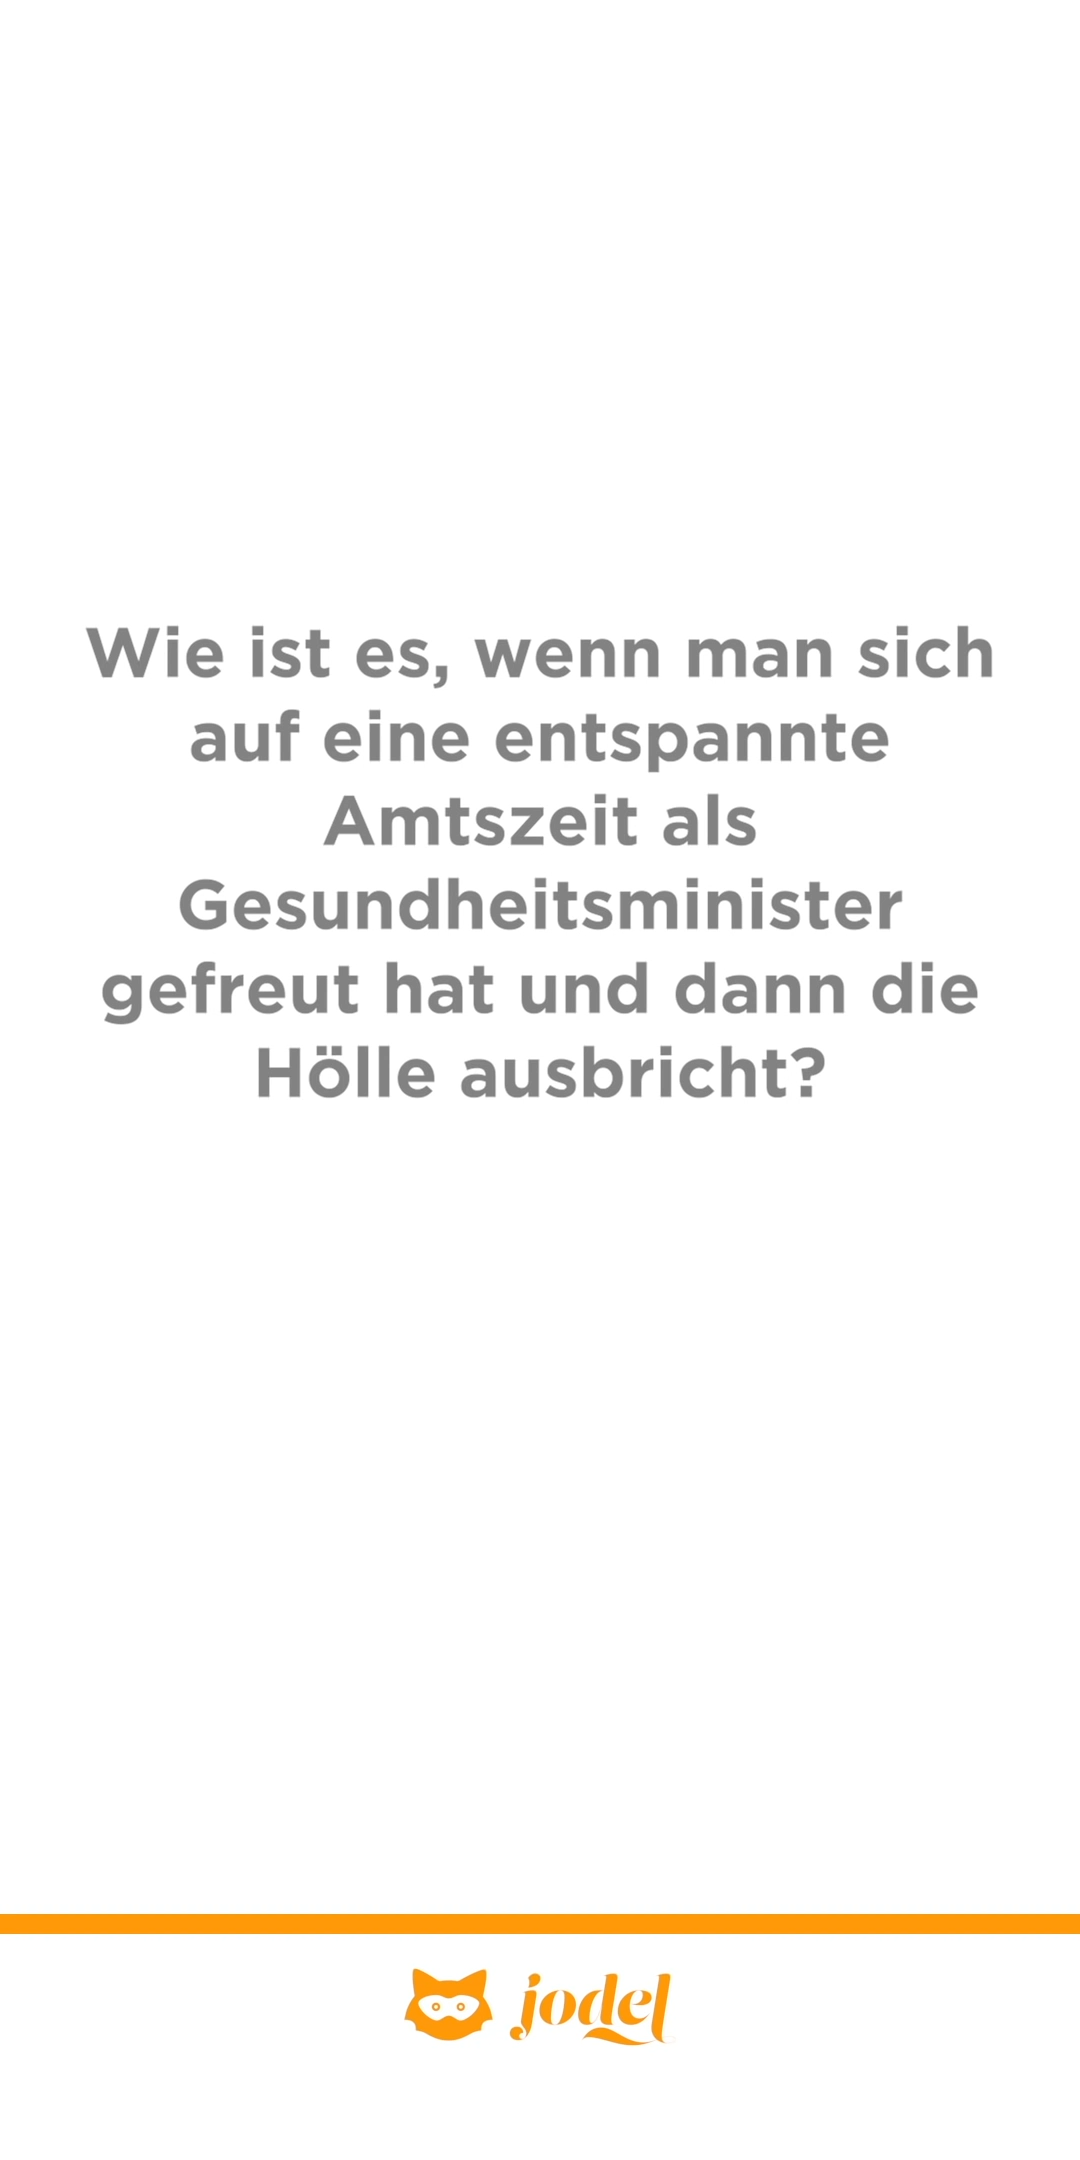 Wie ist es, wenn man sich
auf eine entspannte
Amtszeit als
Gesundheitsminister
gefreut hat und dann die
Hölle ausbricht?
jodel